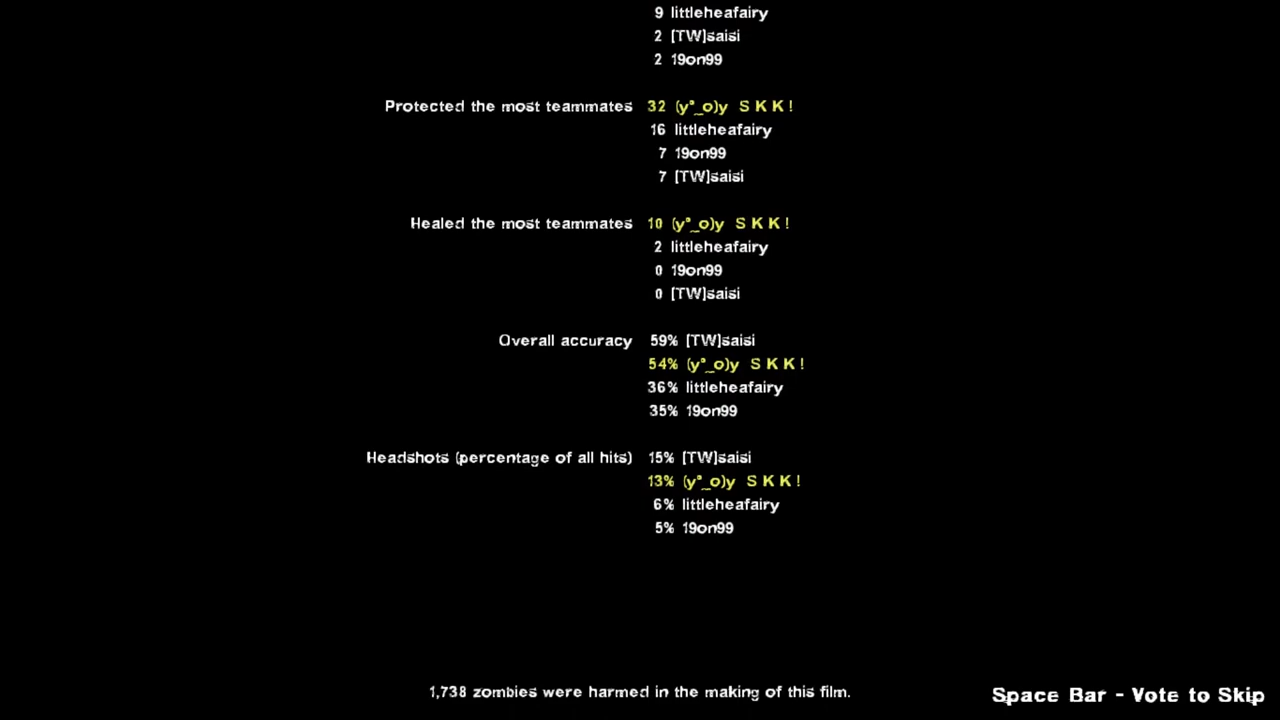 9 littleheafairy
2 [TW]saisi
2 19on99
Protected the most teammates 32 (y°_o)y S K K !
16 littleheafairy
7 19on99
7 [TW]saisi
Healed the most teammates 10 (y°_o)y S K K !
2 littleheafairy
0 19on99
0 [TW]saisi
Overall accuracy 59% [TW]saisi
54% (y°_o)y S K K !
36% littleheafairy
35% 19on99
Headshots (percentage of all hits) 15% [TW]saisi
13% (y°_o)y S K K !
6% littleheafairy
5% 19on99
1,738 zombies were harmed in the making of this film.
Space Bar - Vote to Skip